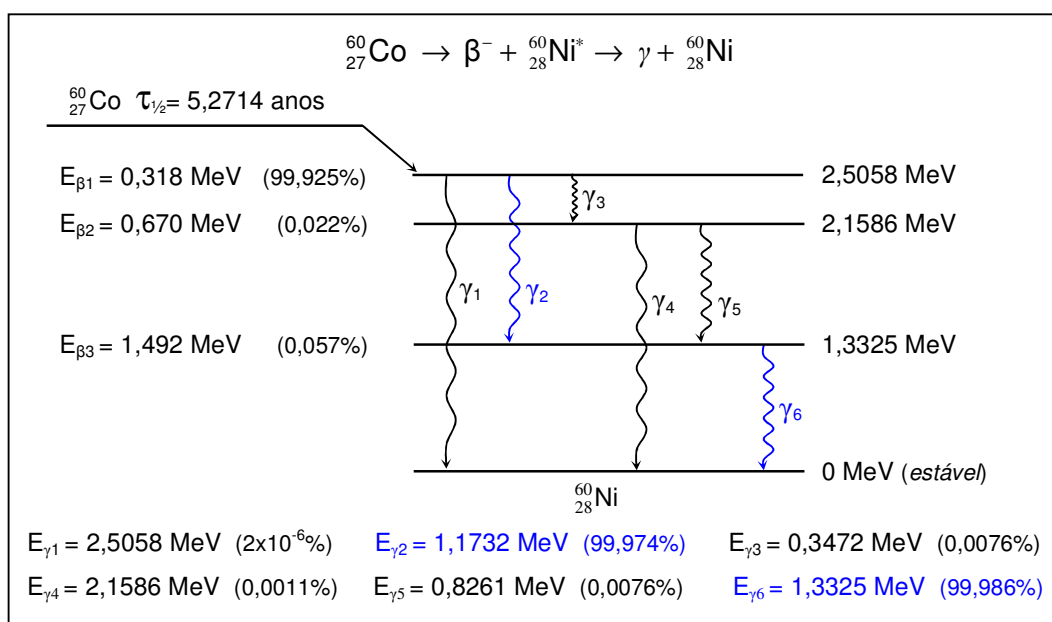 ⁶⁰₂₇Co → β⁻ + ⁶⁰₂₈Ni* → γ + ⁶⁰₂₈Ni
⁶⁰₂₇Co τ½= 5,2714 anos
Eβ1 = 0,318 MeV (99,925%) 2,5058 MeV
γ3
Eβ2 = 0,670 MeV (0,022%) 2,1586 MeV
γ1 γ2 γ4 γ5
Eβ3 = 1,492 MeV (0,057%) 1,3325 MeV
γ6
0 MeV (estável)
⁶⁰₂₈Ni
Eγ1 = 2,5058 MeV (2x10⁻⁶%) Eγ2 = 1,1732 MeV (99,974%) Eγ3 = 0,3472 MeV (0,0076%)
Eγ4 = 2,1586 MeV (0,0011%) Eγ5 = 0,8261 MeV (0,0076%) Eγ6 = 1,3325 MeV (99,986%)